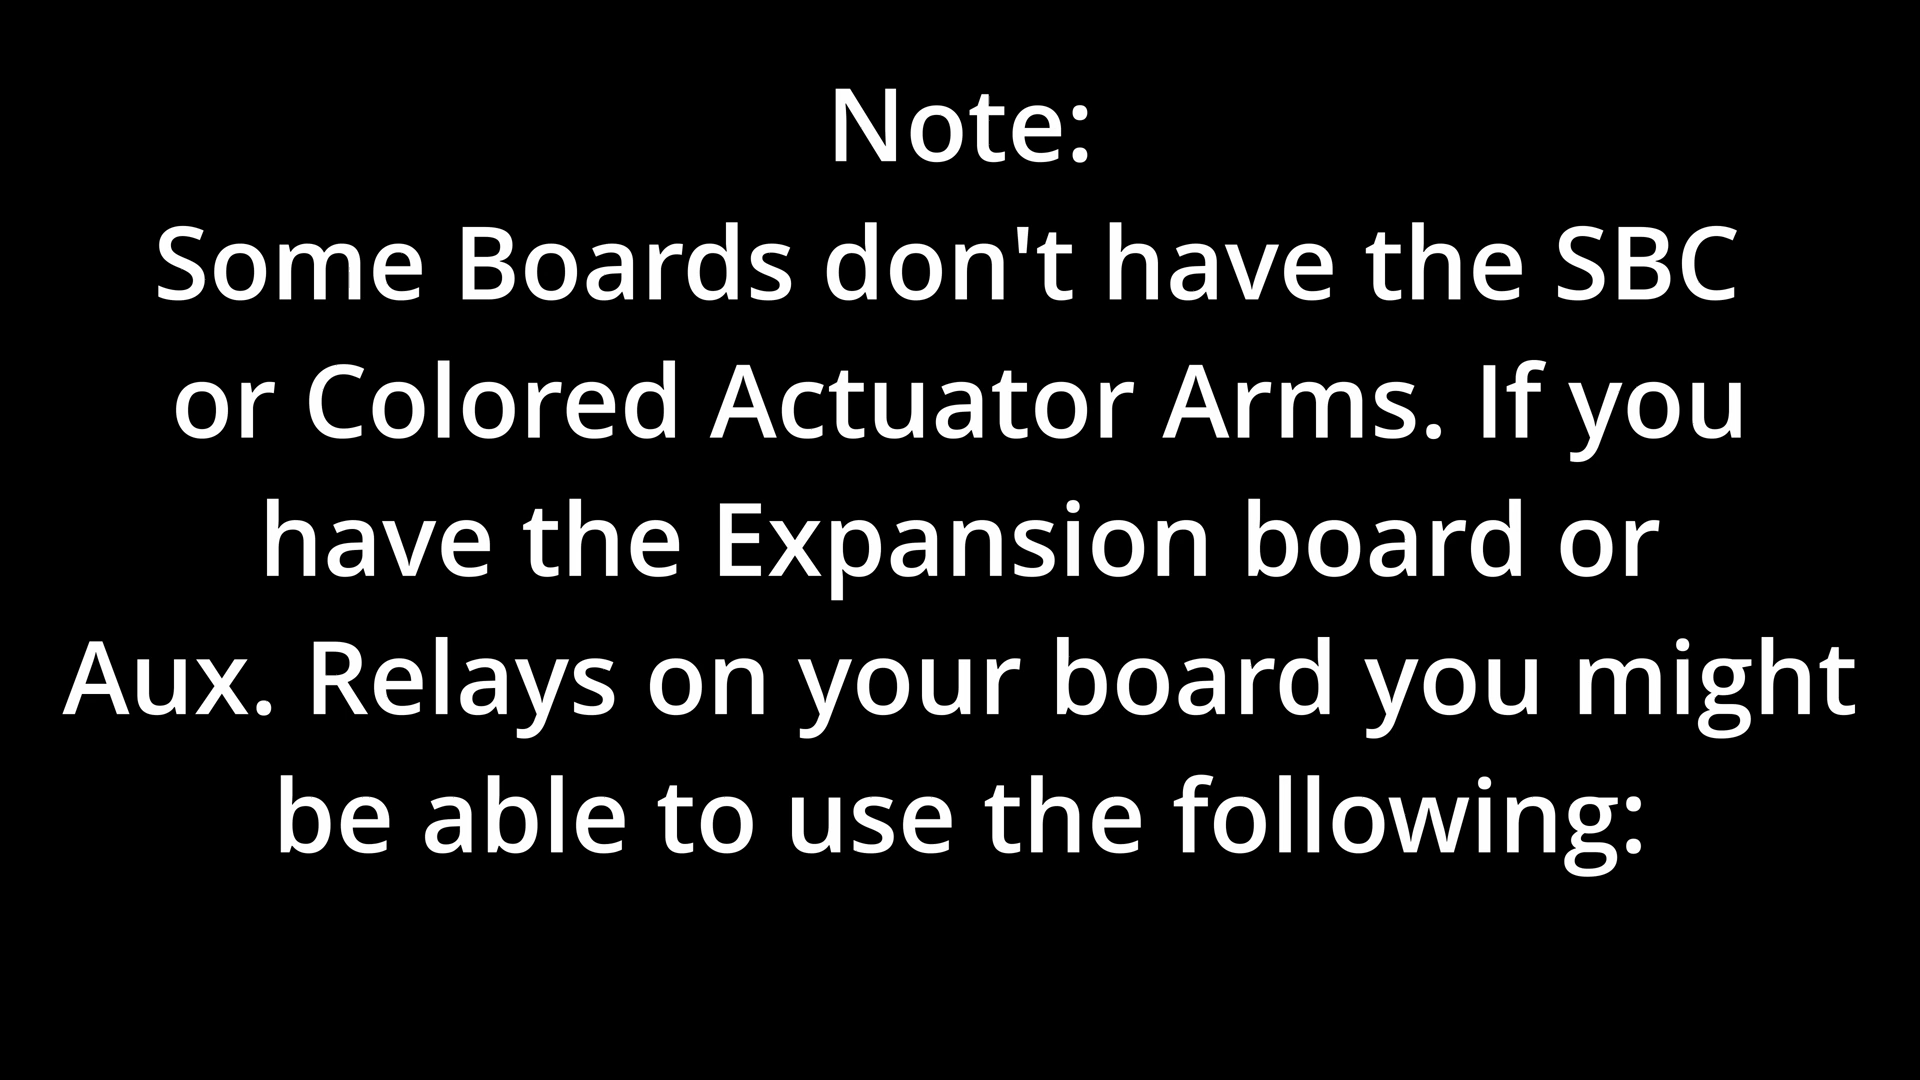 Note:
Some Boards don't have the SBC
or Colored Actuator Arms. If you
have the Expansion board or
Aux. Relays on your board you might
be able to use the following: